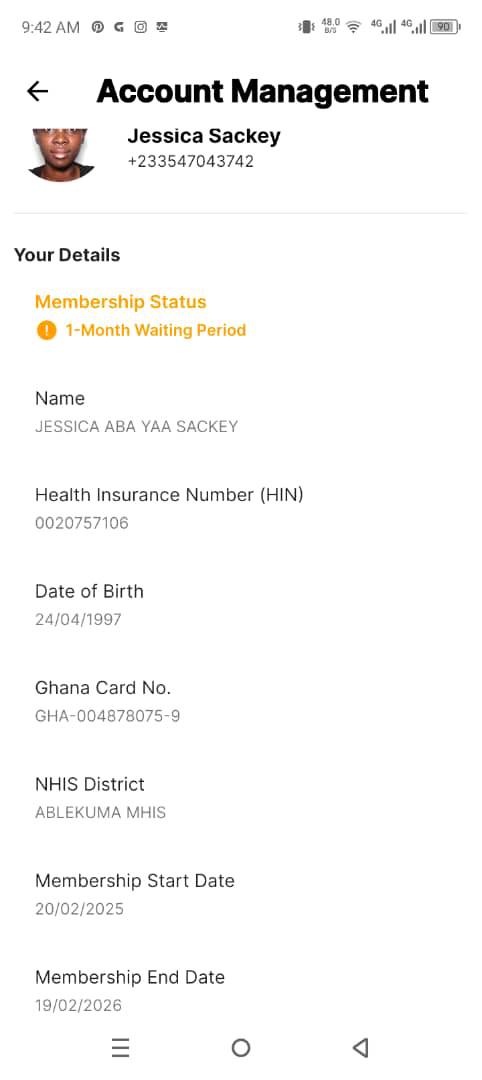 9:42 AM
48.0
B/S
4G
4G
90
Account Management
Jessica Sackey
+233547043742
Your Details
Membership Status
1-Month Waiting Period
Name
JESSICA ABA YAA SACKEY
Health Insurance Number (HIN)
0020757106
Date of Birth
24/04/1997
Ghana Card No.
GHA-004878075-9
NHIS District
ABLEKUMA MHIS
Membership Start Date
20/02/2025
Membership End Date
19/02/2026